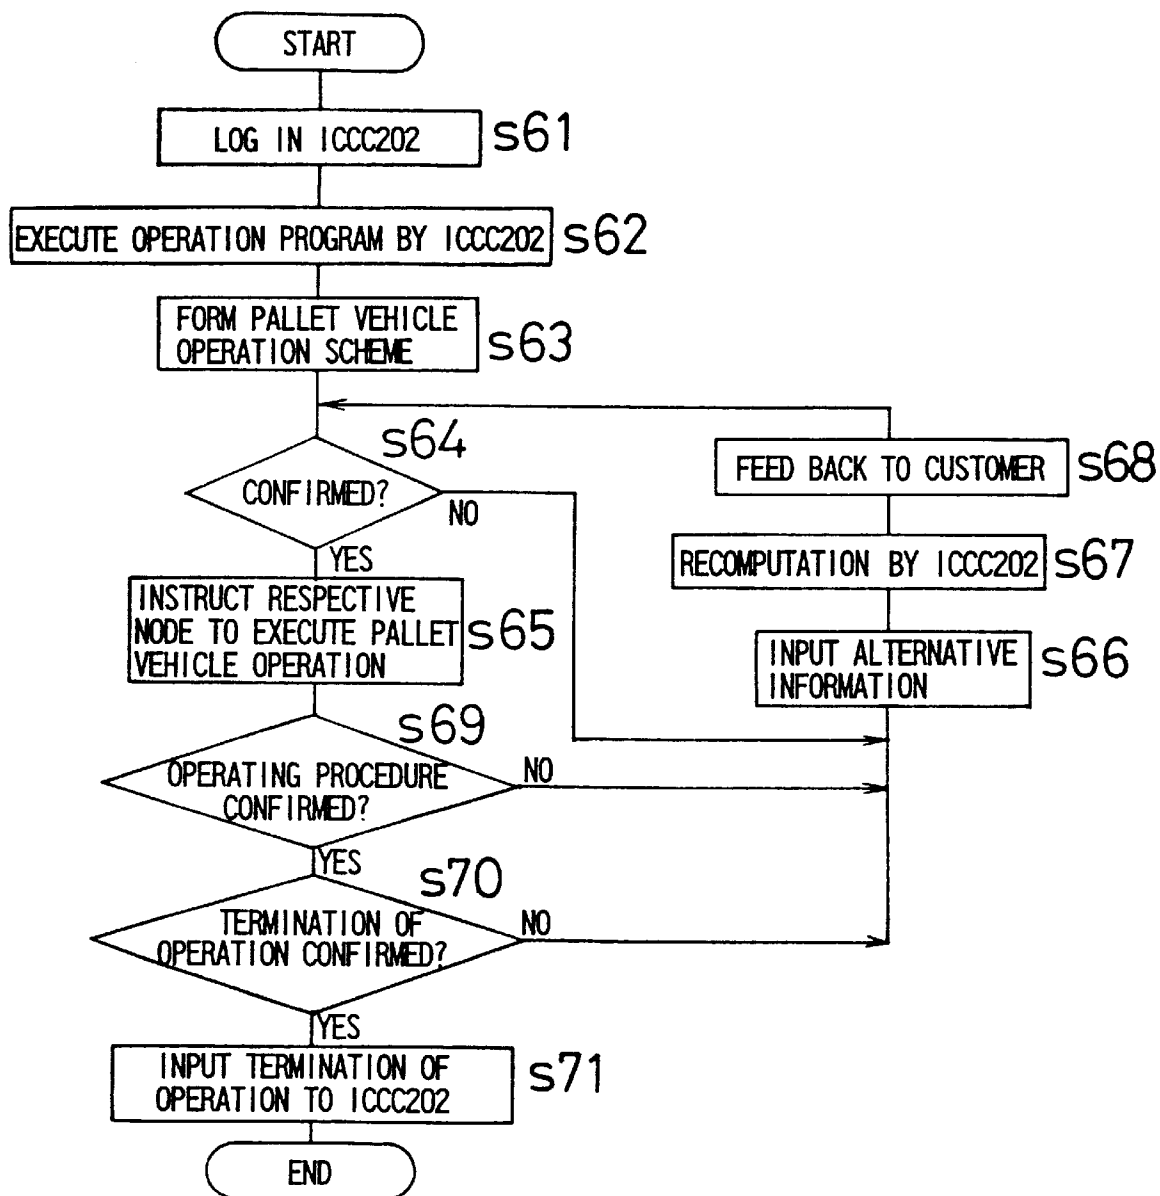 START
LOG IN ICCC202
s61
EXECUTE OPERATION PROGRAM BY ICCC202
s62
FORM PALLET VEHICLE
OPERATION SCHEME
s63
s64
CONFIRMED?
NO
YES
FEED BACK TO CUSTOMER
s68
RECOMPUTATION BY ICCC202
s67
INPUT ALTERNATIVE
INFORMATION
s66
INSTRUCT RESPECTIVE
NODE TO EXECUTE PALLET
VEHICLE OPERATION
s65
s69
OPERATING PROCEDURE
CONFIRMED?
NO
YES
s70
TERMINATION OF
OPERATION CONFIRMED?
NO
YES
INPUT TERMINATION OF
OPERATION TO ICCC202
s71
END